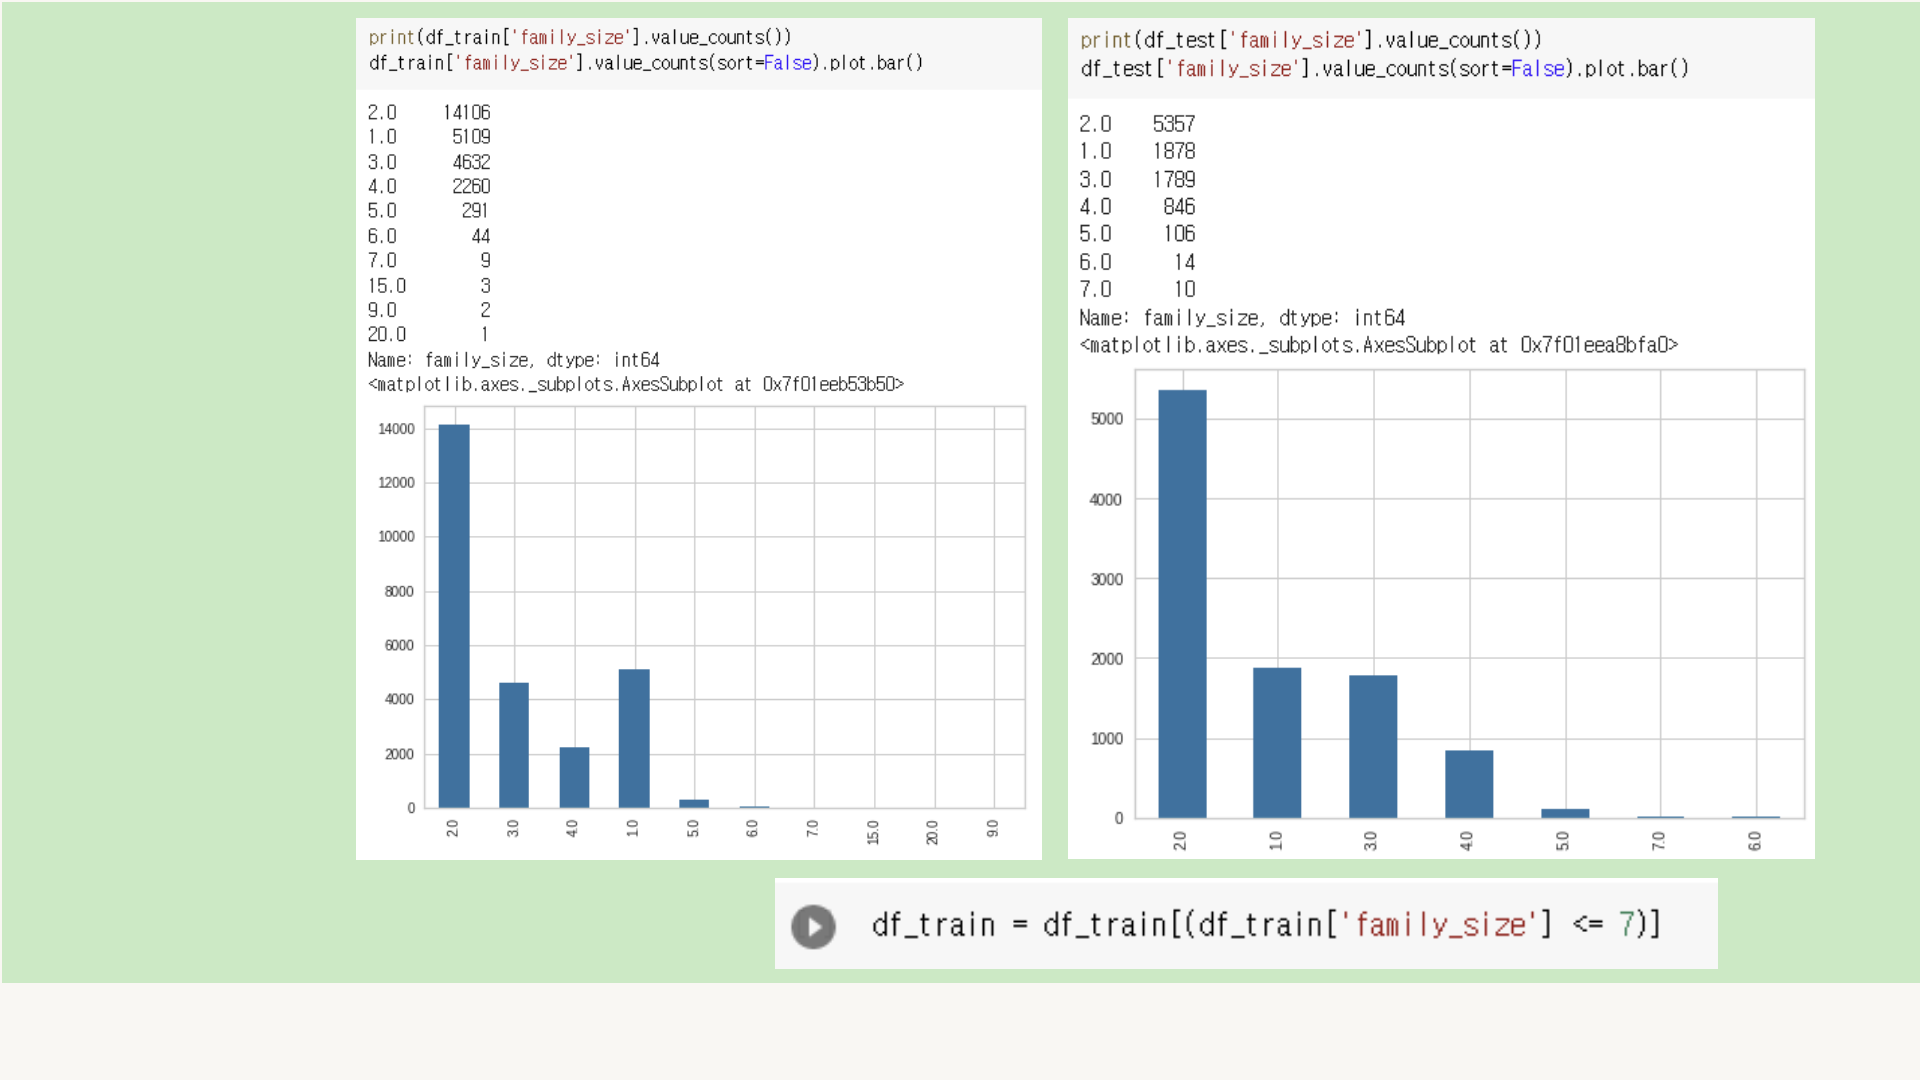 print(df_train['family_size'].value_counts())
df_train['family_size'].value_counts(sort=False).plot.bar()
2.0 14106
1.0 5109
3.0 4632
4.0 2260
5.0 291
6.0 44
7.0 9
15.0 3
9.0 2
20.0 1
Name: family_size, dtype: int64
<matplotlib.axes._subplots.AxesSubplot at 0x7f01eeb53b50>
14000
12000
10000
8000
6000
4000
2000
0
2.0 3.0 4.0 1.0 5.0 6.0 7.0 15.0 20.0 9.0
print(df_test['family_size'].value_counts())
df_test['family_size'].value_counts(sort=False).plot.bar()
2.0 5357
1.0 1878
3.0 1789
4.0 846
5.0 106
6.0 14
7.0 10
Name: family_size, dtype: int64
<matplotlib.axes._subplots.AxesSubplot at 0x7f01eea8bfa0>
5000
4000
3000
2000
1000
0
2.0 1.0 3.0 4.0 5.0 7.0 6.0
df_train = df_train[(df_train['family_size'] <= 7)]